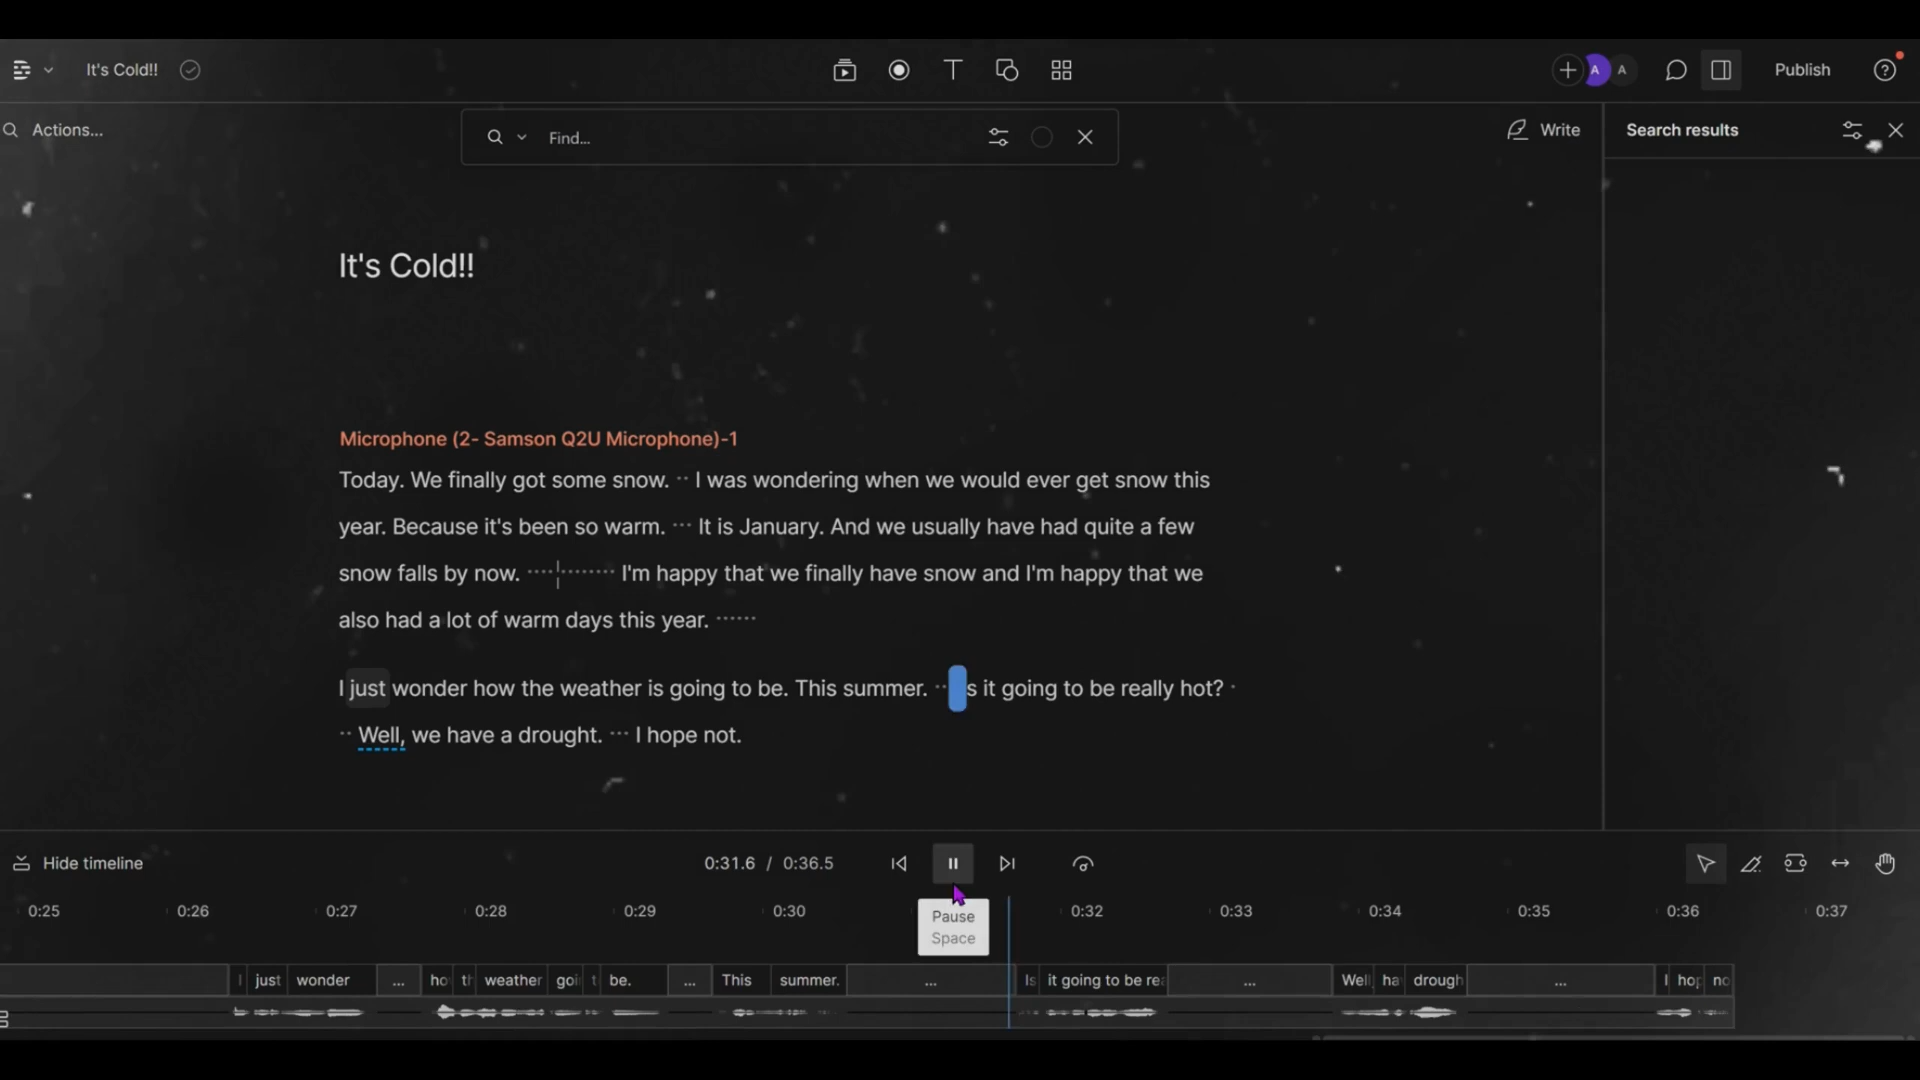 It's Cold!!
A A
Publish
Actions...
Find...
Write
Search results
It's Cold!!
Microphone (2- Samson Q2U Microphone)-1
Today. We finally got some snow. ·· I was wondering when we would ever get snow this
year. Because it's been so warm. ··· It is January. And we usually have had quite a few
snow falls by now. ············ I'm happy that we finally have snow and I'm happy that we
also had a lot of warm days this year. ······
I just wonder how the weather is going to be. This summer. ·· s it going to be really hot? ·
·· Well, we have a drought. ··· I hope not.
Hide timeline
0:31.6 / 0:36.5
0:25 0:26 0:27 0:28 0:29 0:30 0:32 0:33 0:34 0:35 0:36 0:37
Pause
Space
I just wonder ... ho th weather goi t be. ... This summer. ... Is it going to be rea ... Well ha drough ... I hop no